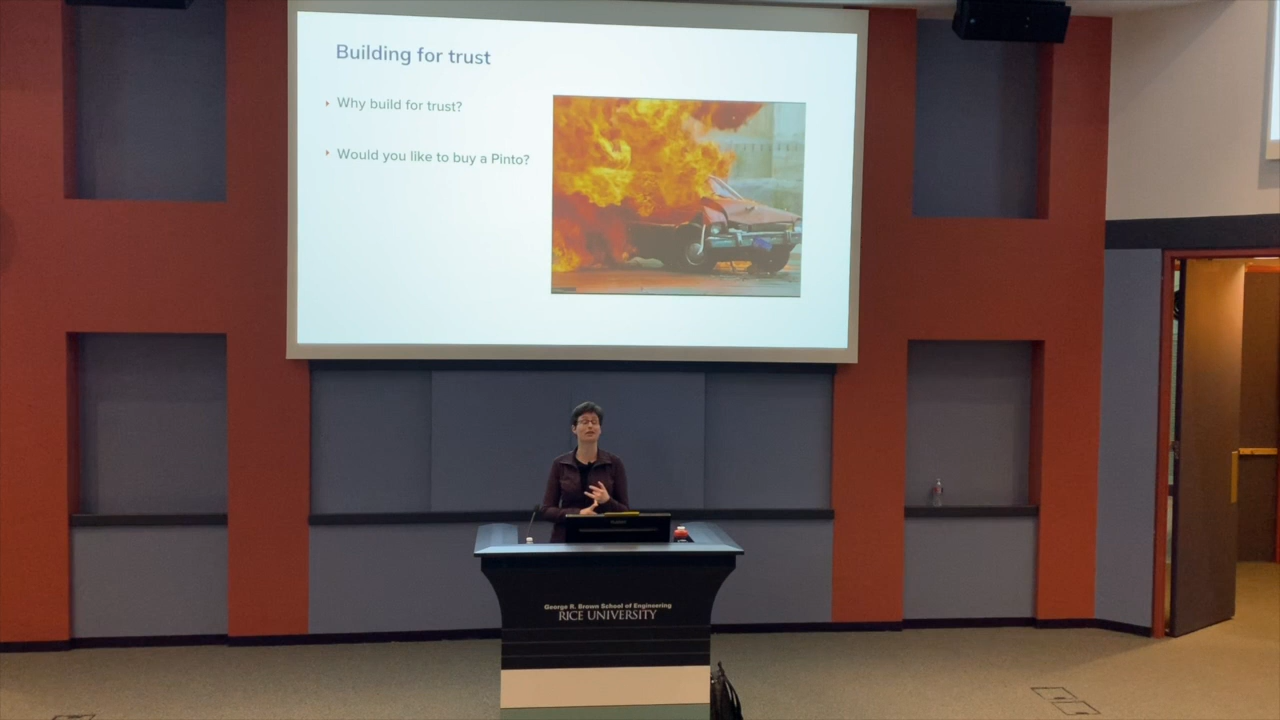 Building for trust
Why build for trust?
Would you like to buy a Pinto?
George R. Brown School of Engineering
RICE UNIVERSITY